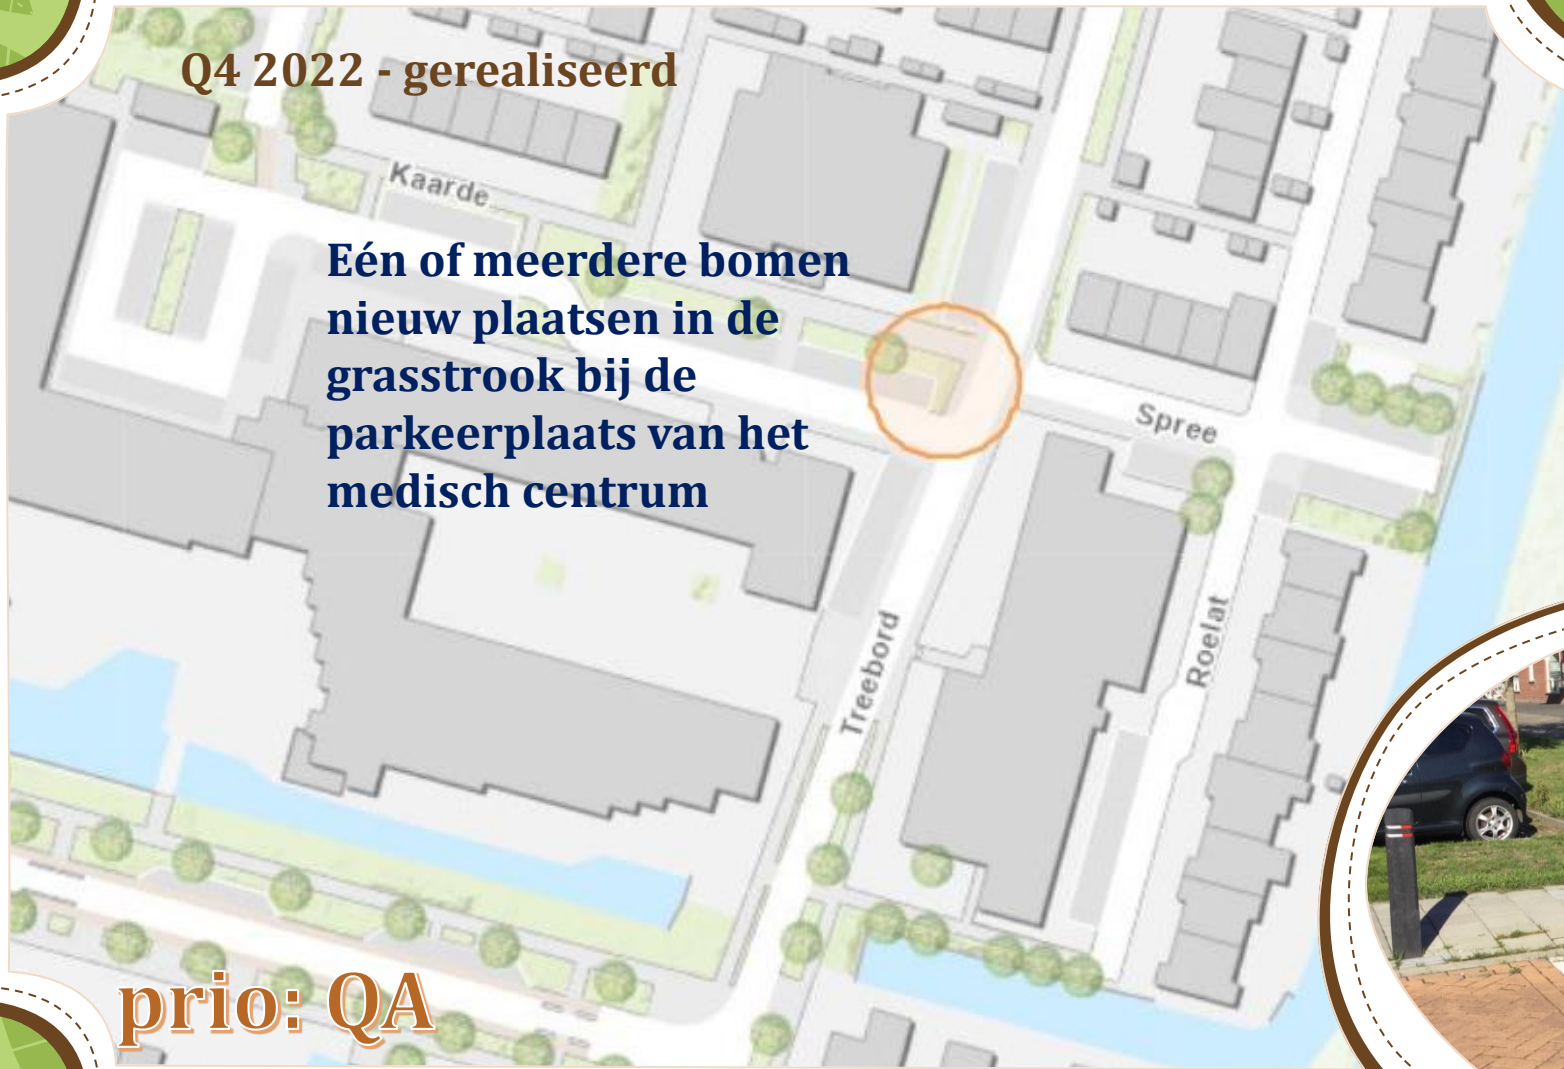 Q4 2022 - gerealiseerd
Kaarde
Eén of meerdere bomen
nieuw plaatsen in de
grasstrook bij de
parkeerplaats van het
medisch centrum
Spree
Treebord
Roelat
prio: QA